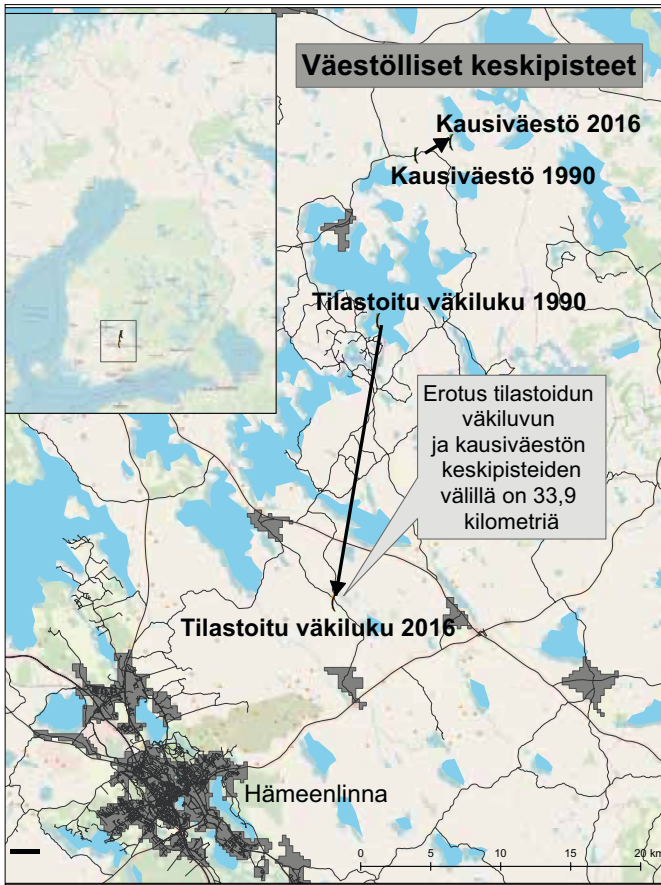 Väestölliset keskipisteet
Kausiväestö 2016
Kausiväestö 1990
Tilastoitu väkiluku 1990
Erotus tilastoidun
väkiluvun
ja kausiväestön
keskipisteiden
välillä on 33,9
kilometriä
Tilastoitu väkiluku 2016
Hämeenlinna
0 5 10 15 20 km